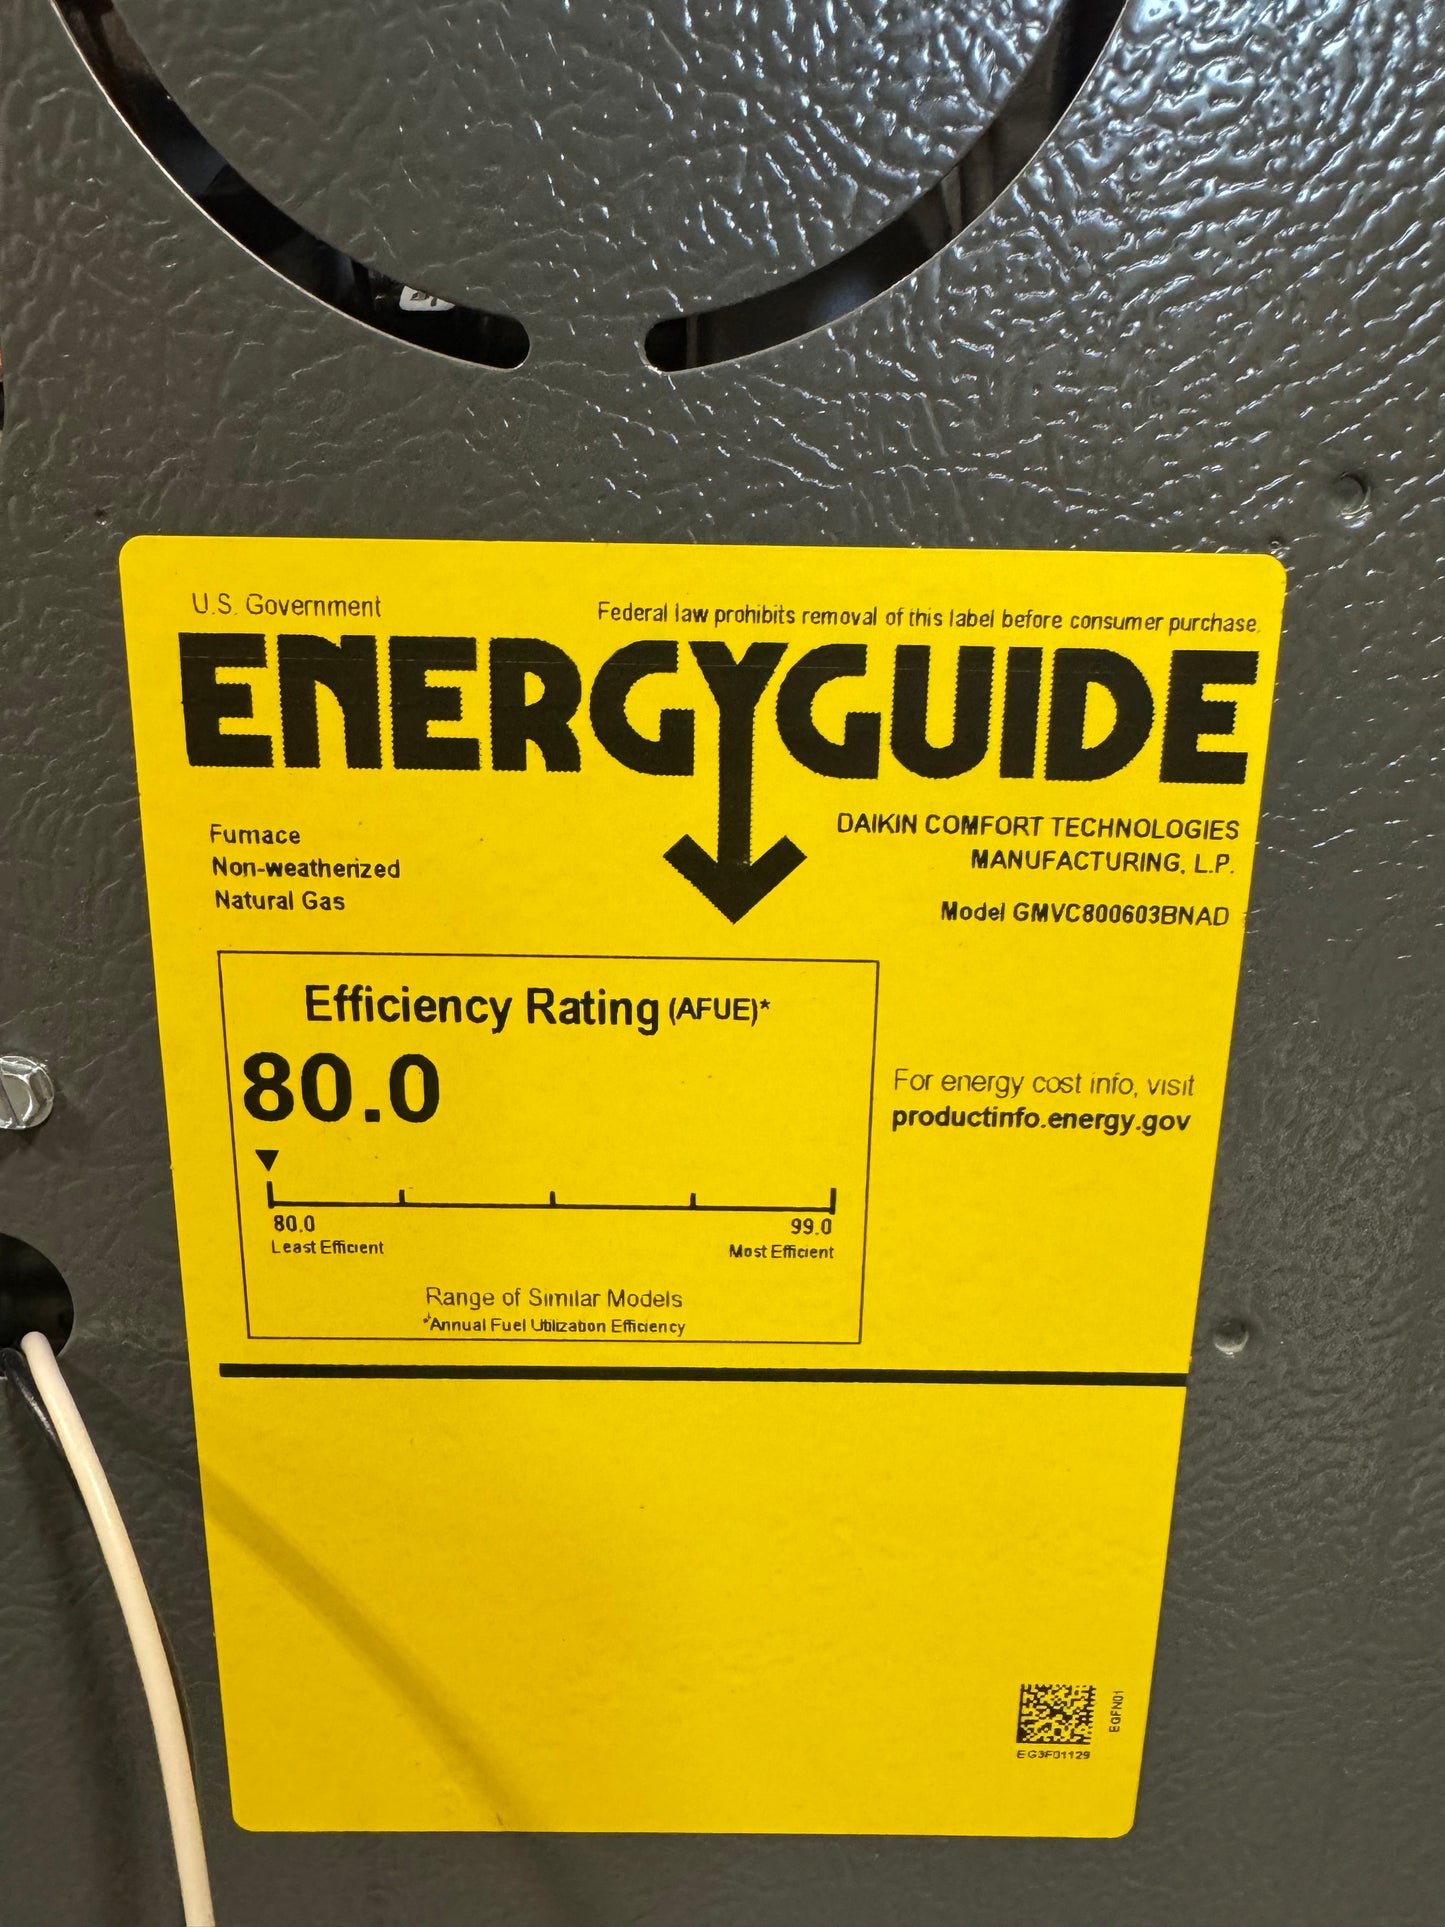 U.S. Government
Federal law prohibits removal of this label before consumer purchase.
ENERGYGUIDE
Furnace
Non-weatherized
Natural Gas
DAIKIN COMFORT TECHNOLOGIES
MANUFACTURING, L.P.
Model GMVC800603BNAD
Efficiency Rating (AFUE)*
80.0
80.0
99.0
Least Efficient
Most Efficient
Range of Similar Models
*Annual Fuel Utilization Efficiency
For energy cost info, visit
productinfo.energy.gov
EGFN01
EG3F01129